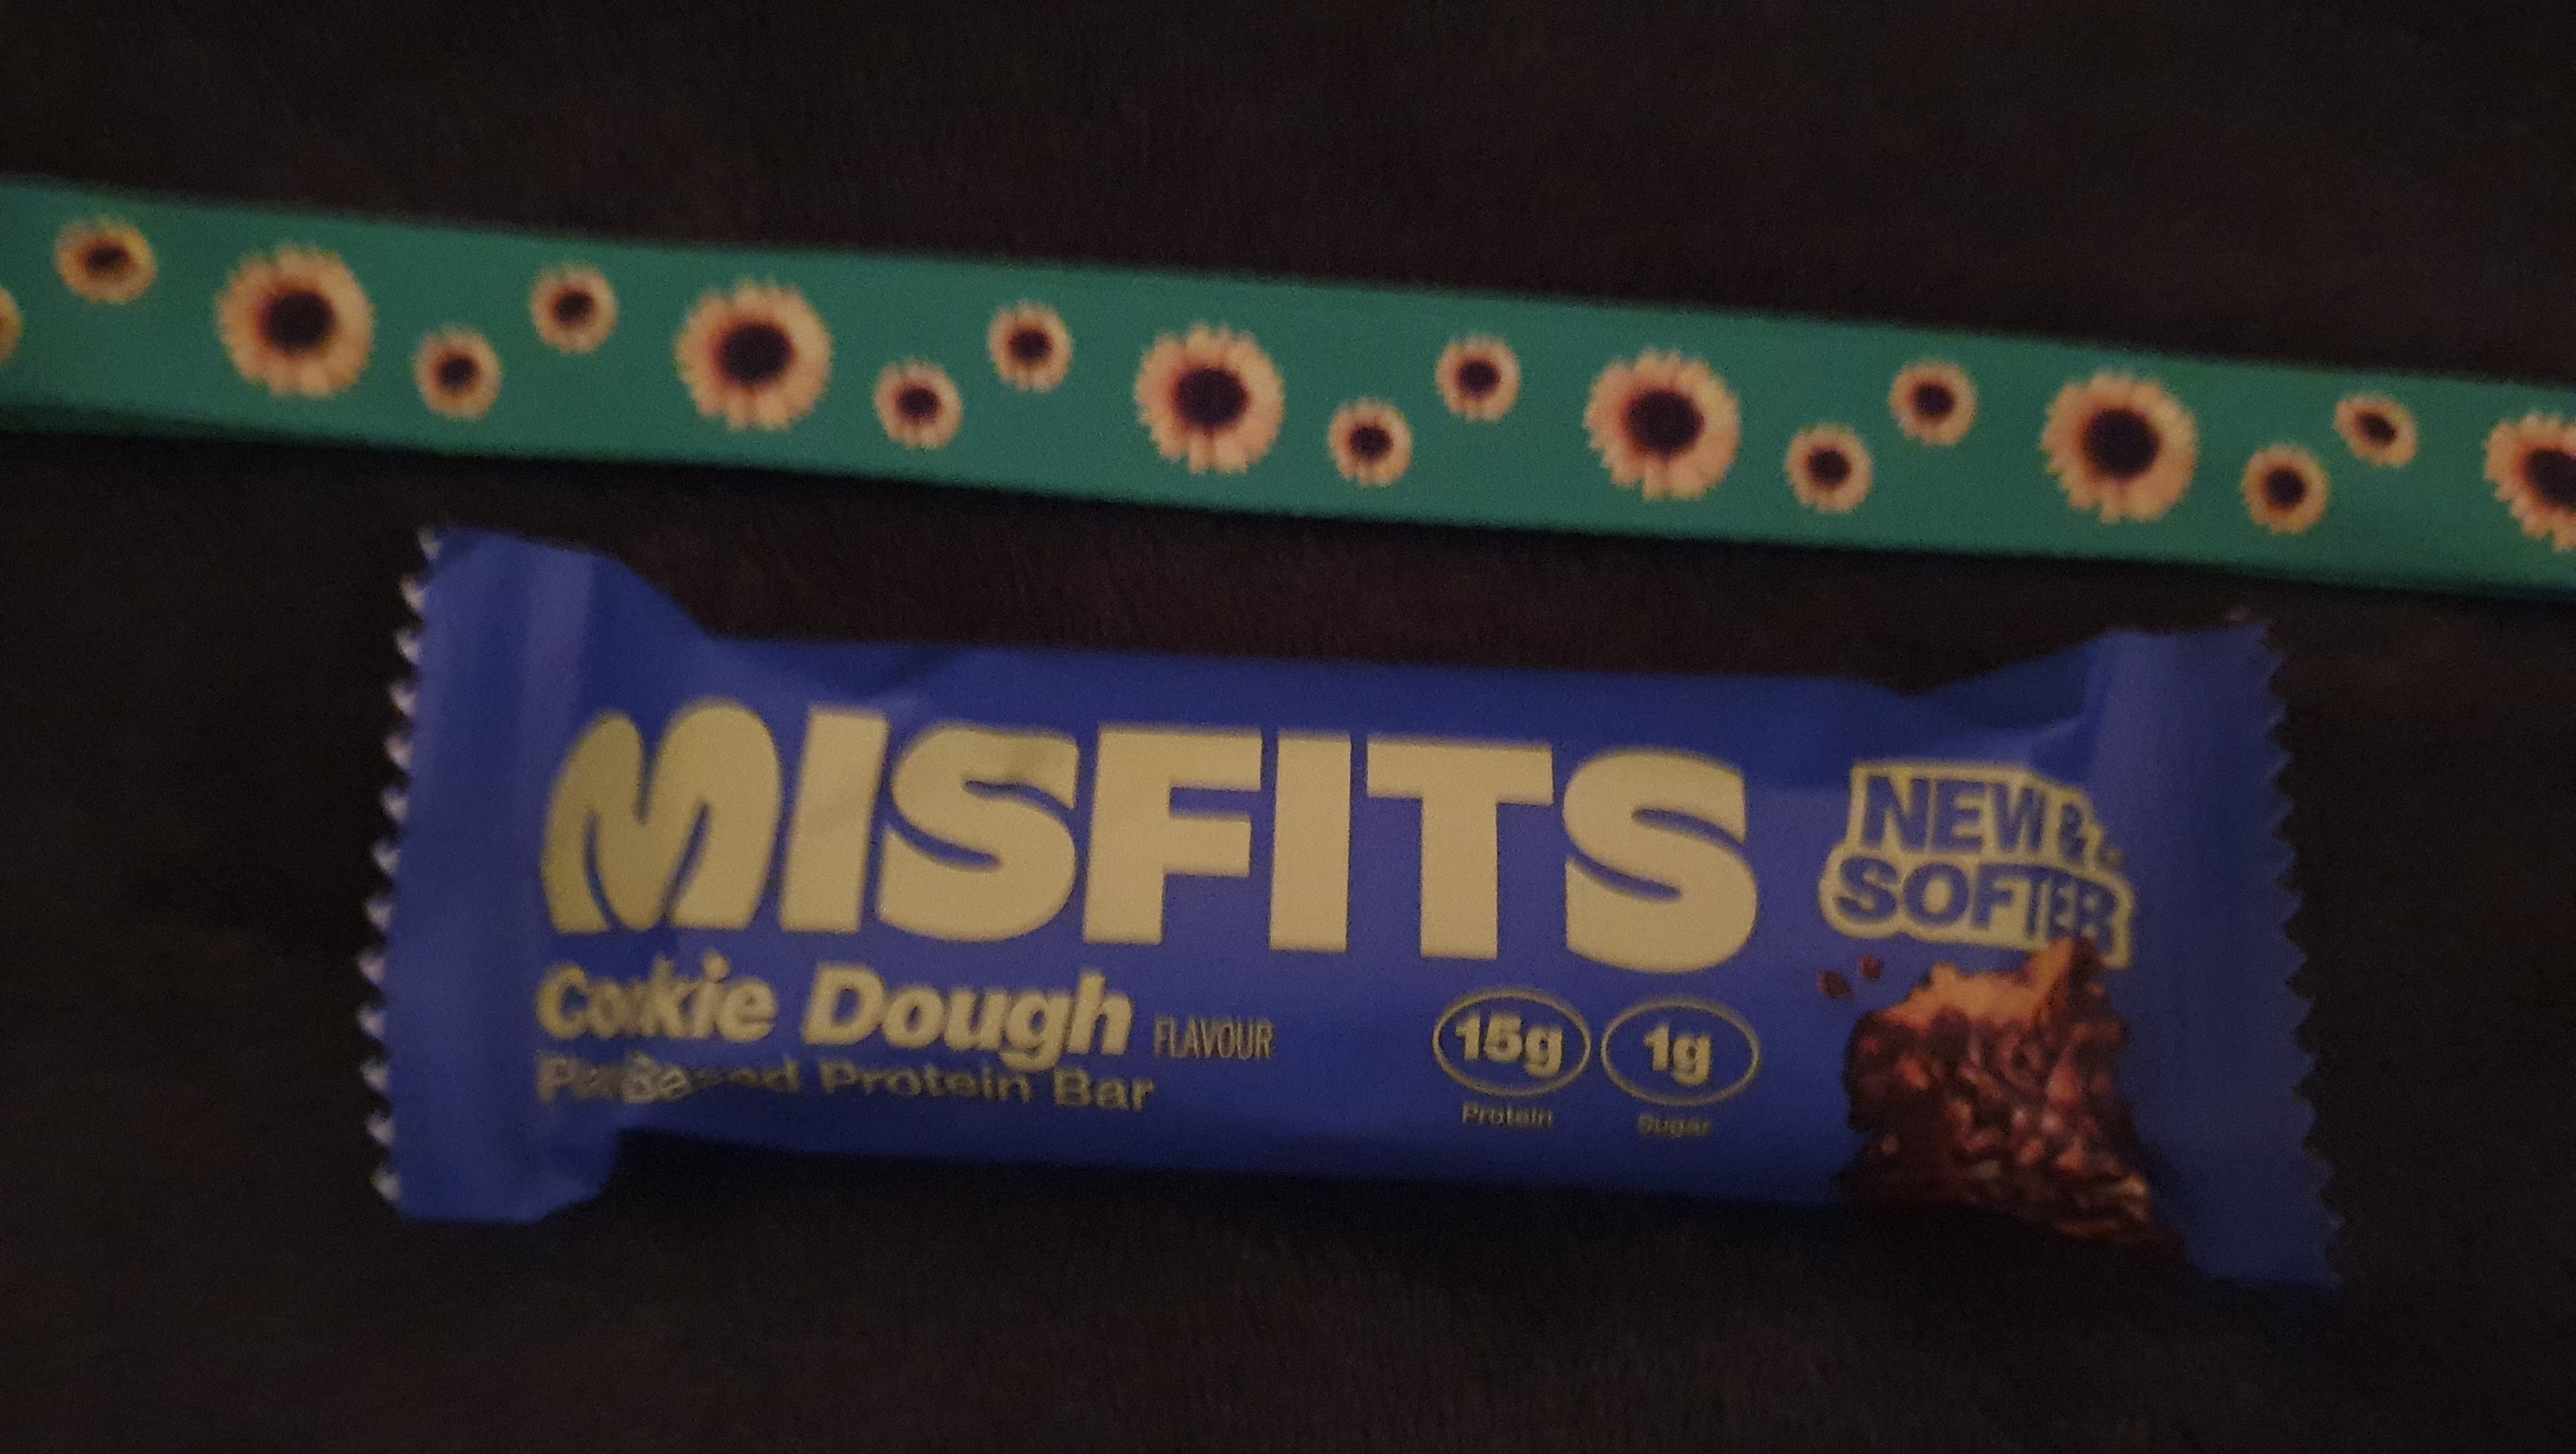 MISFITS
NEW &
SOFTER
Cookie Dough FLAVOUR
Protein Bar
15g
Protein
1g
Sugar